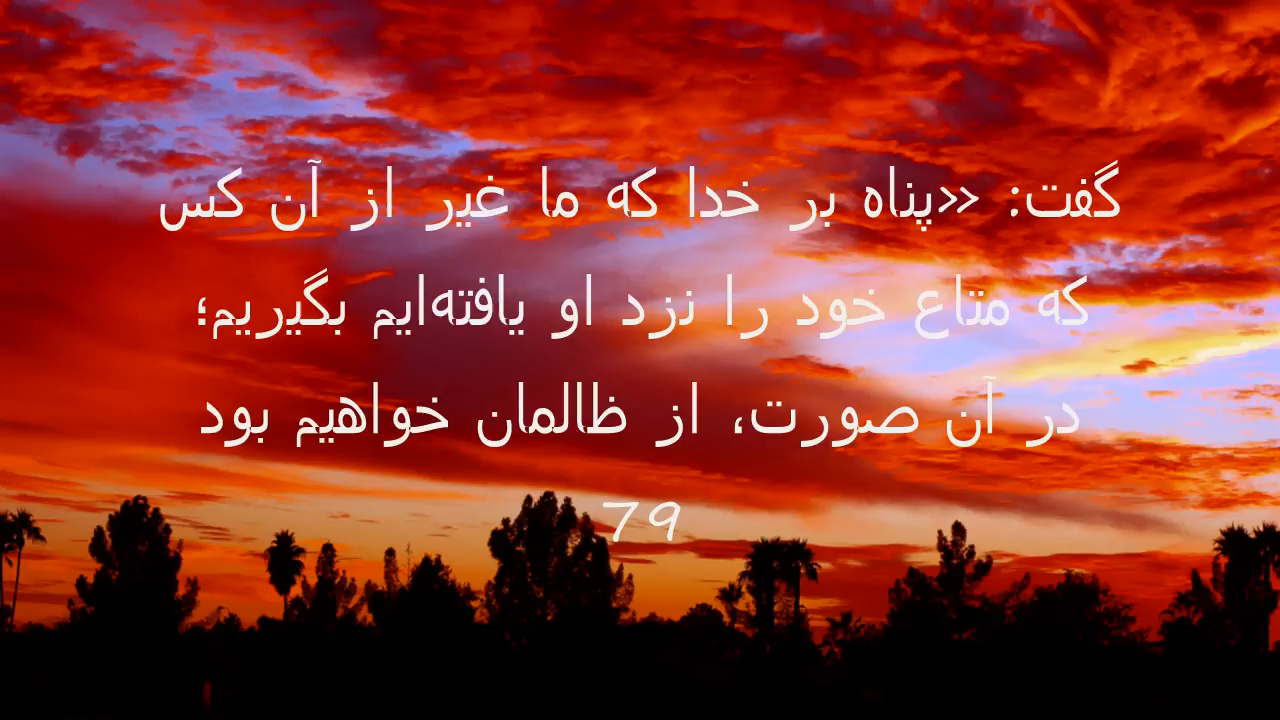 گفت: «پناه بر خدا که ما غیر از آن کس
که متاع خود را نزد او یافته‌ایم بگیریم؛
در آن صورت، از ظالمان خواهیم بود
79